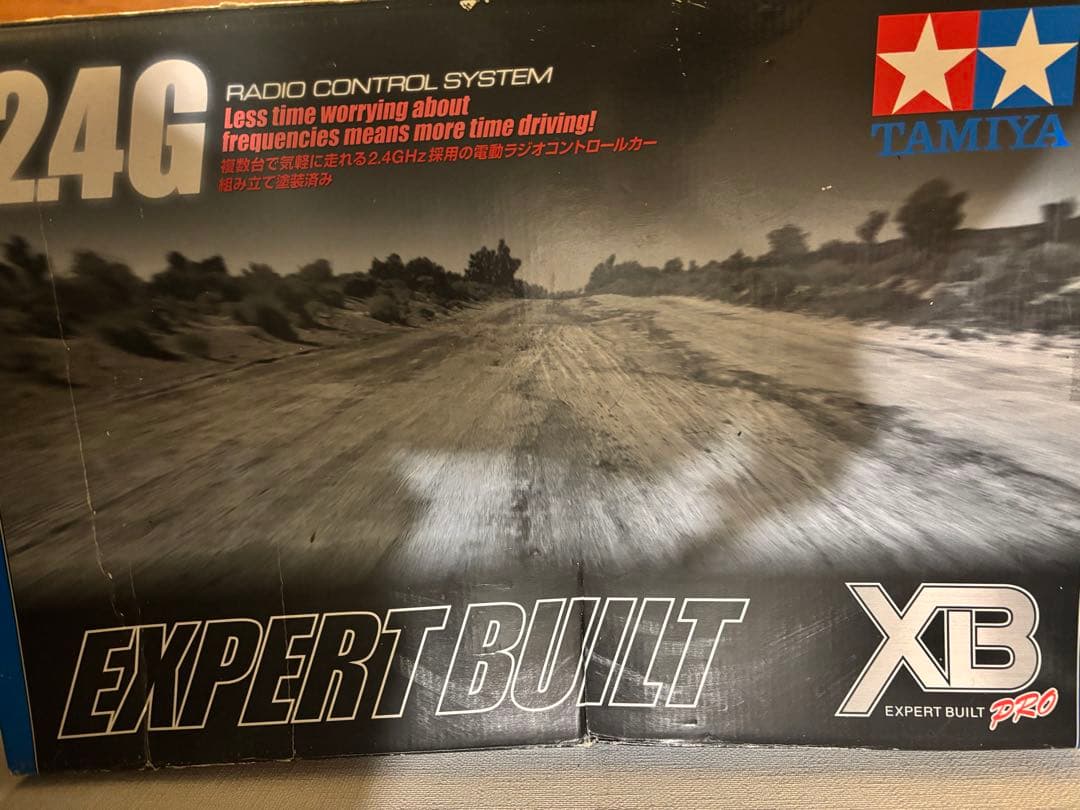 2.4G
RADIO CONTROL SYSTEM
Less time worrying about
frequencies means more time driving!
複数台で気軽に走れる2.4GHz採用の電動ラジオコントロールカー
組み立て塗装済み
TAMIYA
EXPERT BUILT
XB
EXPERT BUILT PRO